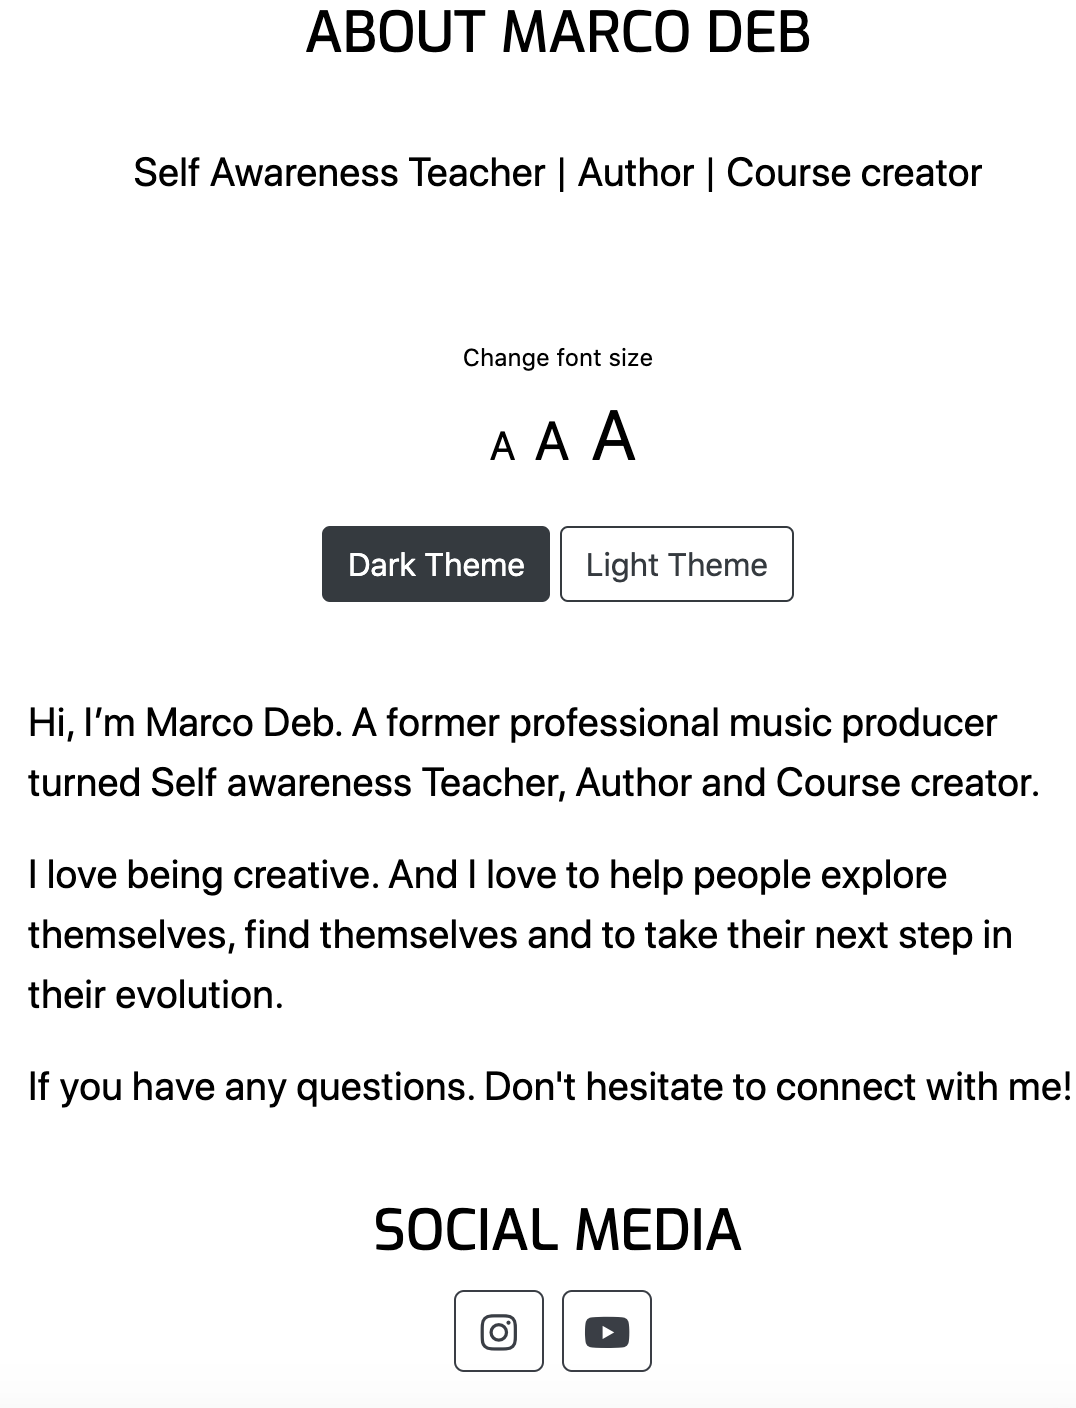 ABOUT MARCO DEB
Self Awareness Teacher | Author | Course creator
Change font size
A A A
Dark Theme Light Theme
Hi, I’m Marco Deb. A former professional music producer
turned Self awareness Teacher, Author and Course creator.
I love being creative. And I love to help people explore
themselves, find themselves and to take their next step in
their evolution.
If you have any questions. Don't hesitate to connect with me!
SOCIAL MEDIA